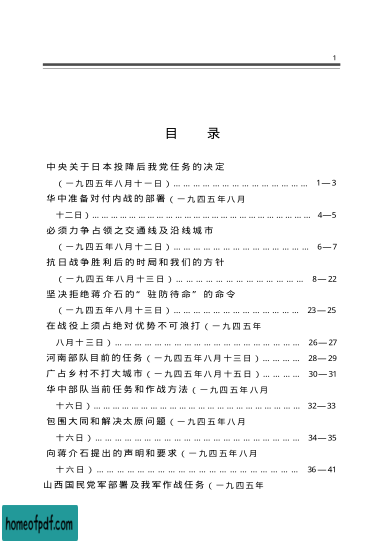 1
目 录
中央关于日本投降后我党任务的决定
（一九四五年八月十一日）……………………………… 1—3
华中准备对付内战的部署（一九四五年八月
十二日）…………………………………………………… 4—5
必须力争占领之交通线及沿线城市
（一九四五年八月十二日）……………………………… 6—7
抗日战争胜利后的时局和我们的方针
（一九四五年八月十三日）……………………………… 8—22
坚决拒绝蒋介石的“驻防待命”的命令
（一九四五年八月十三日）……………………………… 23—25
在战役上须占绝对优势不可浪打（一九四五年
八月十三日）……………………………………………… 26—27
河南部队目前的任务（一九四五年八月十三日）………… 28—29
广占乡村不打大城市（一九四五年八月十五日）………… 30—31
华中部队当前任务和作战方法（一九四五年八月
十六日）…………………………………………………… 32—33
包围大同和解决太原问题（一九四五年八月
十六日）…………………………………………………… 34—35
向蒋介石提出的声明和要求（一九四五年八月
十六日）…………………………………………………… 36—41
山西国民党军部署及我军作战任务（一九四五年
homeofpdf.com